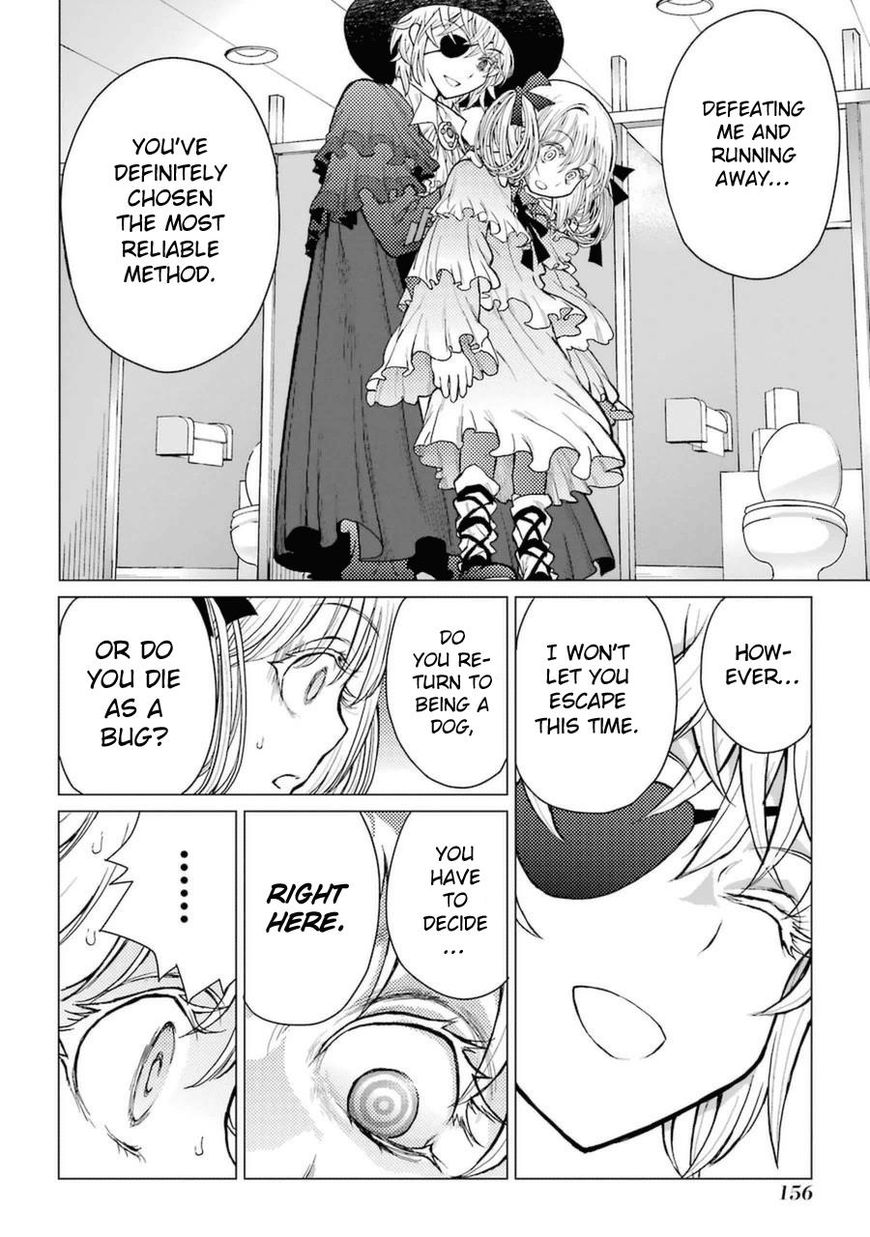 DEFEATING
ME AND
RUNNING
AWAY...
YOU'VE
DEFINITELY
CHOSEN
THE MOST
RELIABLE
METHOD.
HOW-
EVER...
I WON'T
LET YOU
ESCAPE
THIS TIME.
DO
YOU RE-
TURN TO
BEING A
DOG,
OR DO
YOU DIE
AS A
BUG?
YOU
HAVE
TO
DECIDE
...
RIGHT
HERE.
......
156